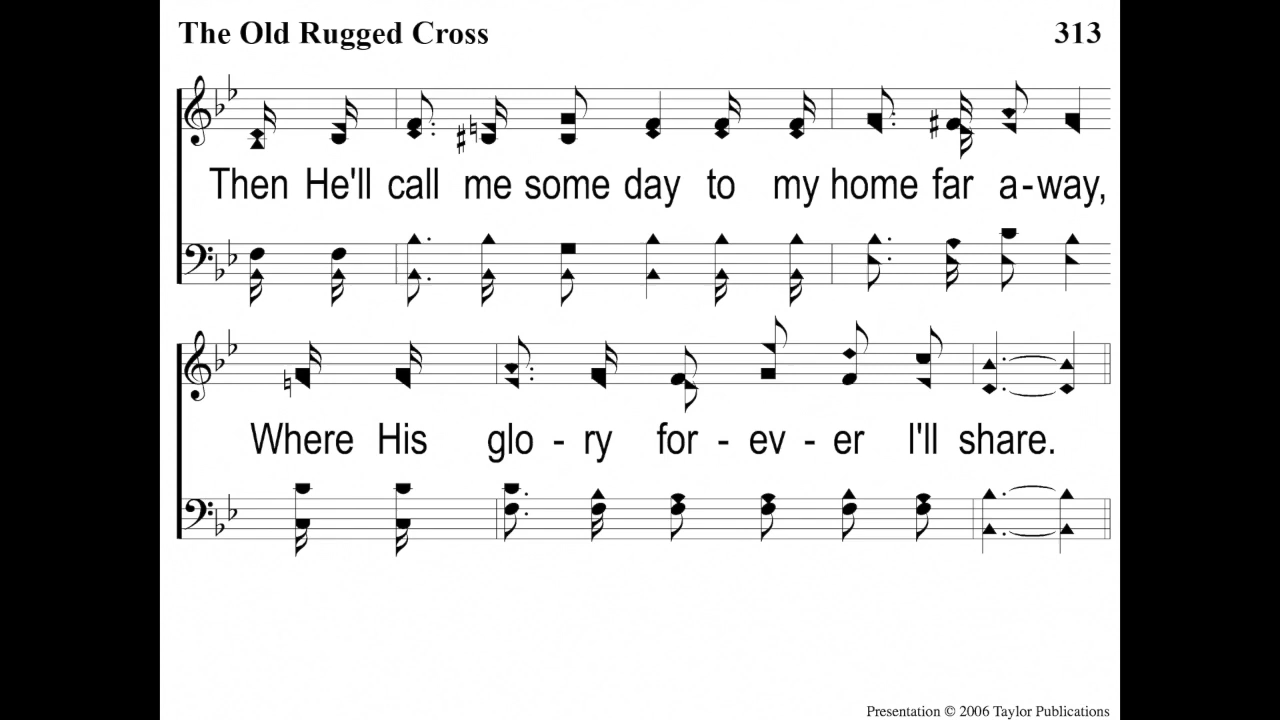 The Old Rugged Cross 313
Then He'll call me some day to my home far a-way,
Where His glo - ry for - ev - er I'll share.
Presentation © 2006 Taylor Publications